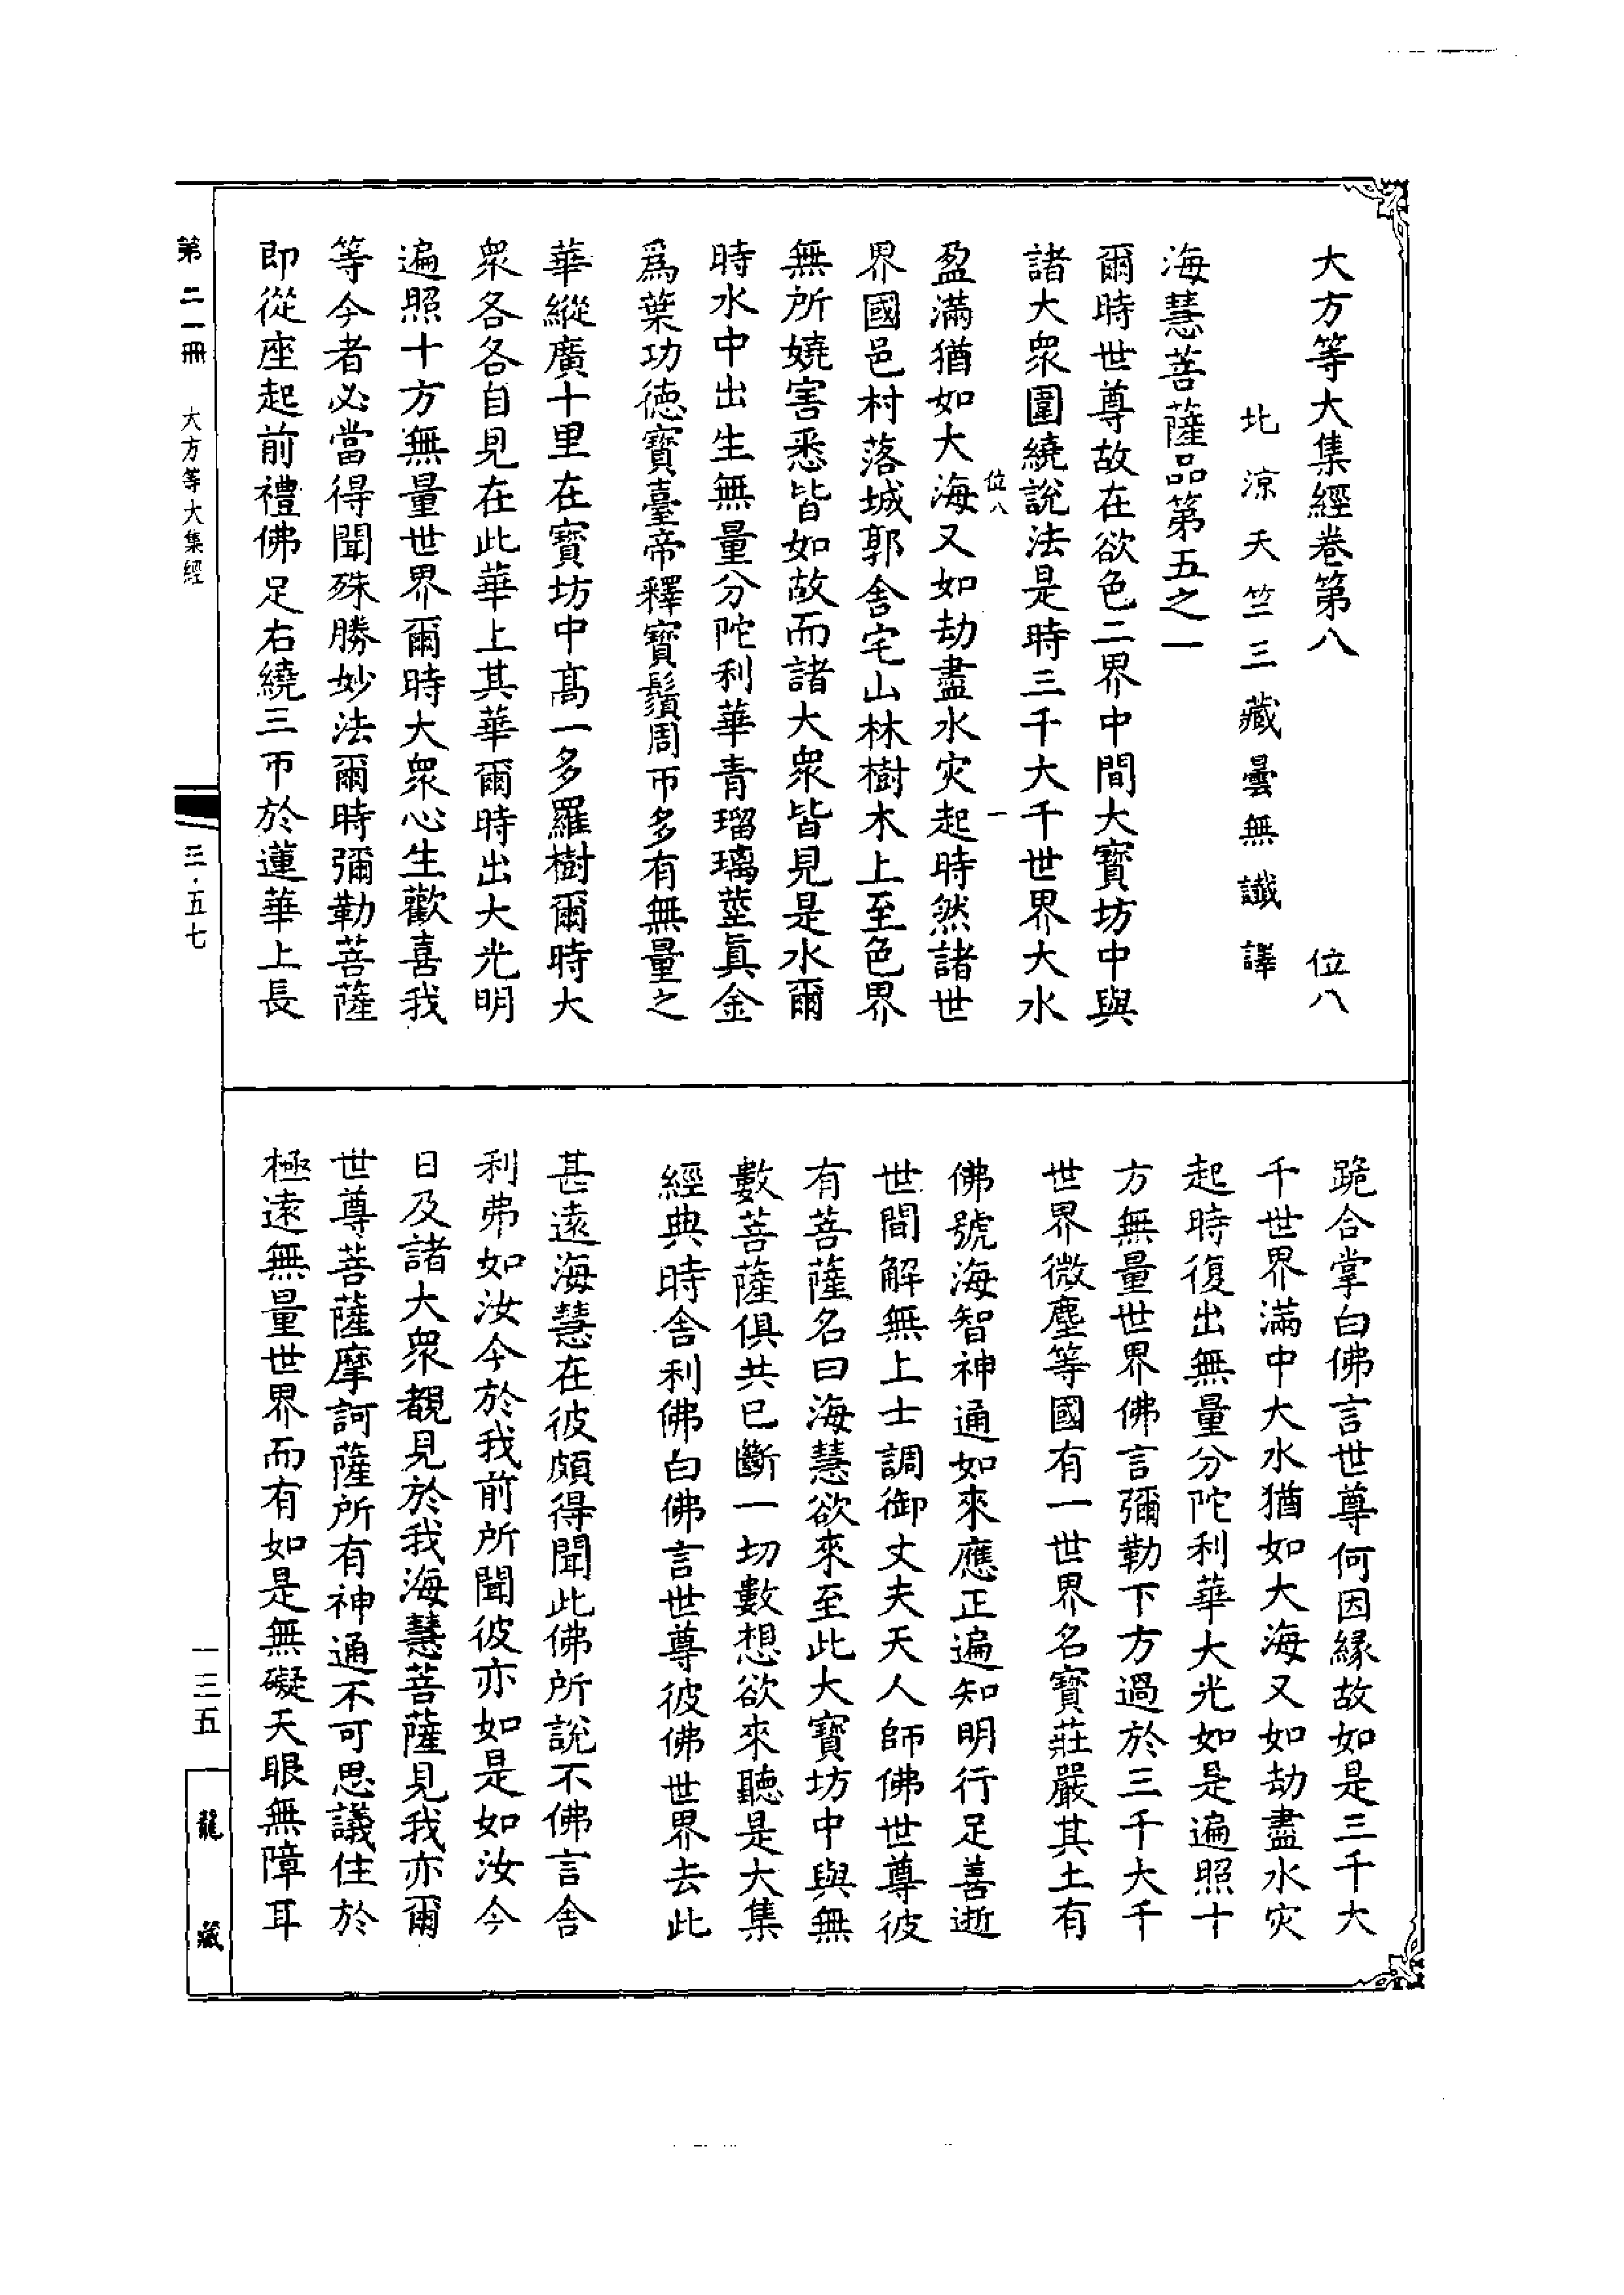 大方等大集經卷第八　位八
北涼天竺三藏曇無讖譯
海慧菩薩品第五之一
爾時世尊故在欲色二界中間大寶坊中與
諸大衆圍繞說法是時三千大千世界大水
位八　一
盈滿猶如大海又如劫盡水灾起時然諸世
界國邑村落城郭舍宅山林樹木上至色界
無所嬈害悉皆如故而諸大衆皆見是水爾
時水中出生無量分陀利華青瑠璃莖真金
爲葉功德寶臺帝釋寶鬚周帀多有無量之
華縱廣十里在寶坊中髙一多羅樹爾時大
衆各各自見在此華上其華爾時出大光明
遍照十方無量世界爾時大衆心生歡喜我
等今者必當得聞殊勝妙法爾時彌勒菩薩
即從座起前禮佛足右繞三帀於蓮華上長
跪合掌白佛言世尊何因緣故如是三千大
千世界滿中大水猶如大海又如劫盡水灾
起時復出無量分陀利華大光如是遍照十
方無量世界佛言彌勒下方過於三千大千
世界微塵等國有一世界名寶莊嚴其土有
佛號海智神通如來應正遍知明行足善逝
世間解無上士調御丈夫天人師佛世尊彼
有菩薩名曰海慧欲來至此大寶坊中與無
數菩薩俱共已斷一切數想欲來聽是大集
經典時舍利佛白佛言世尊彼佛世界去此
甚遠海慧在彼頗得聞此佛所說不佛言舍
利弗如汝今於我前所聞彼亦如是如汝今
日及諸大衆覩見於我海慧菩薩見我亦爾
世尊菩薩摩訶薩所有神通不可思議住於
極遠無量世界而有如是無礙天眼無障耳
第二一冊　大方等大集經　三·五七　一三五　龍藏